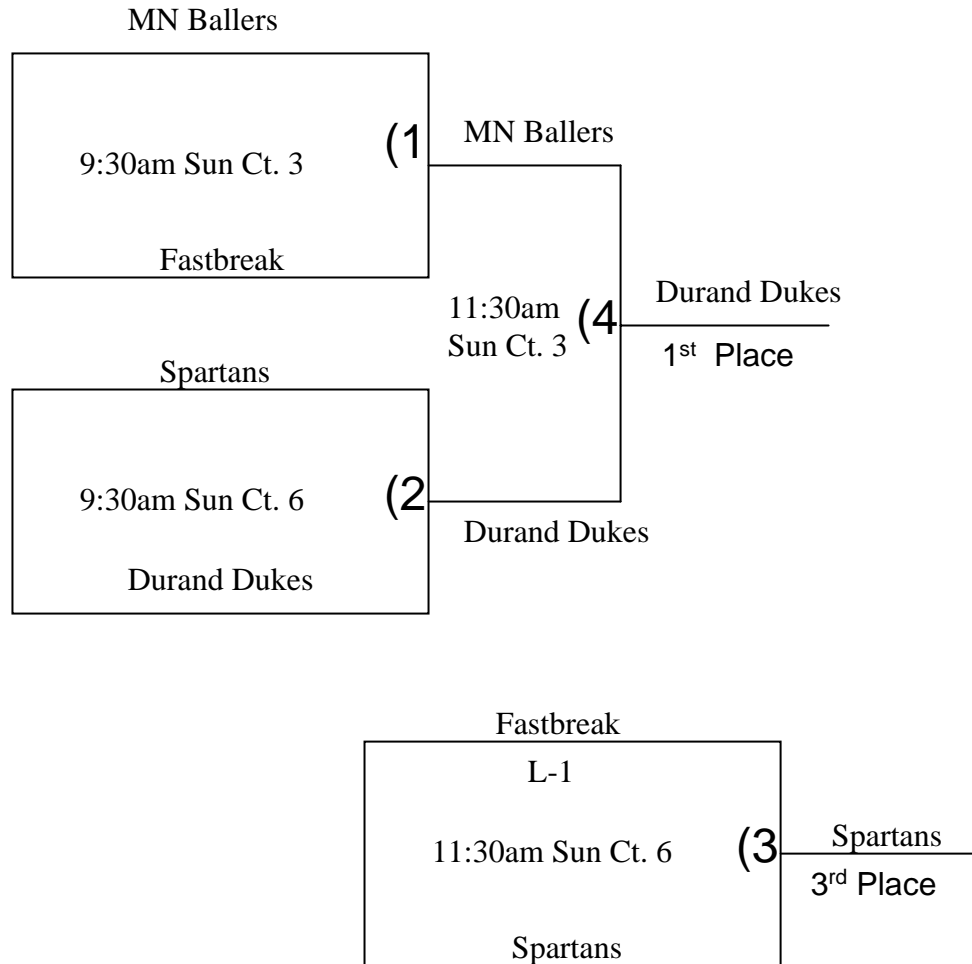 MN Ballers
(1
MN Ballers
9:30am Sun Ct. 3
Fastbreak
Durand Dukes
11:30am
Sun Ct. 3
(4
1st Place
Spartans
9:30am Sun Ct. 6
(2
Durand Dukes
Durand Dukes
Fastbreak
L-1
11:30am Sun Ct. 6
(3
Spartans
3rd Place
Spartans